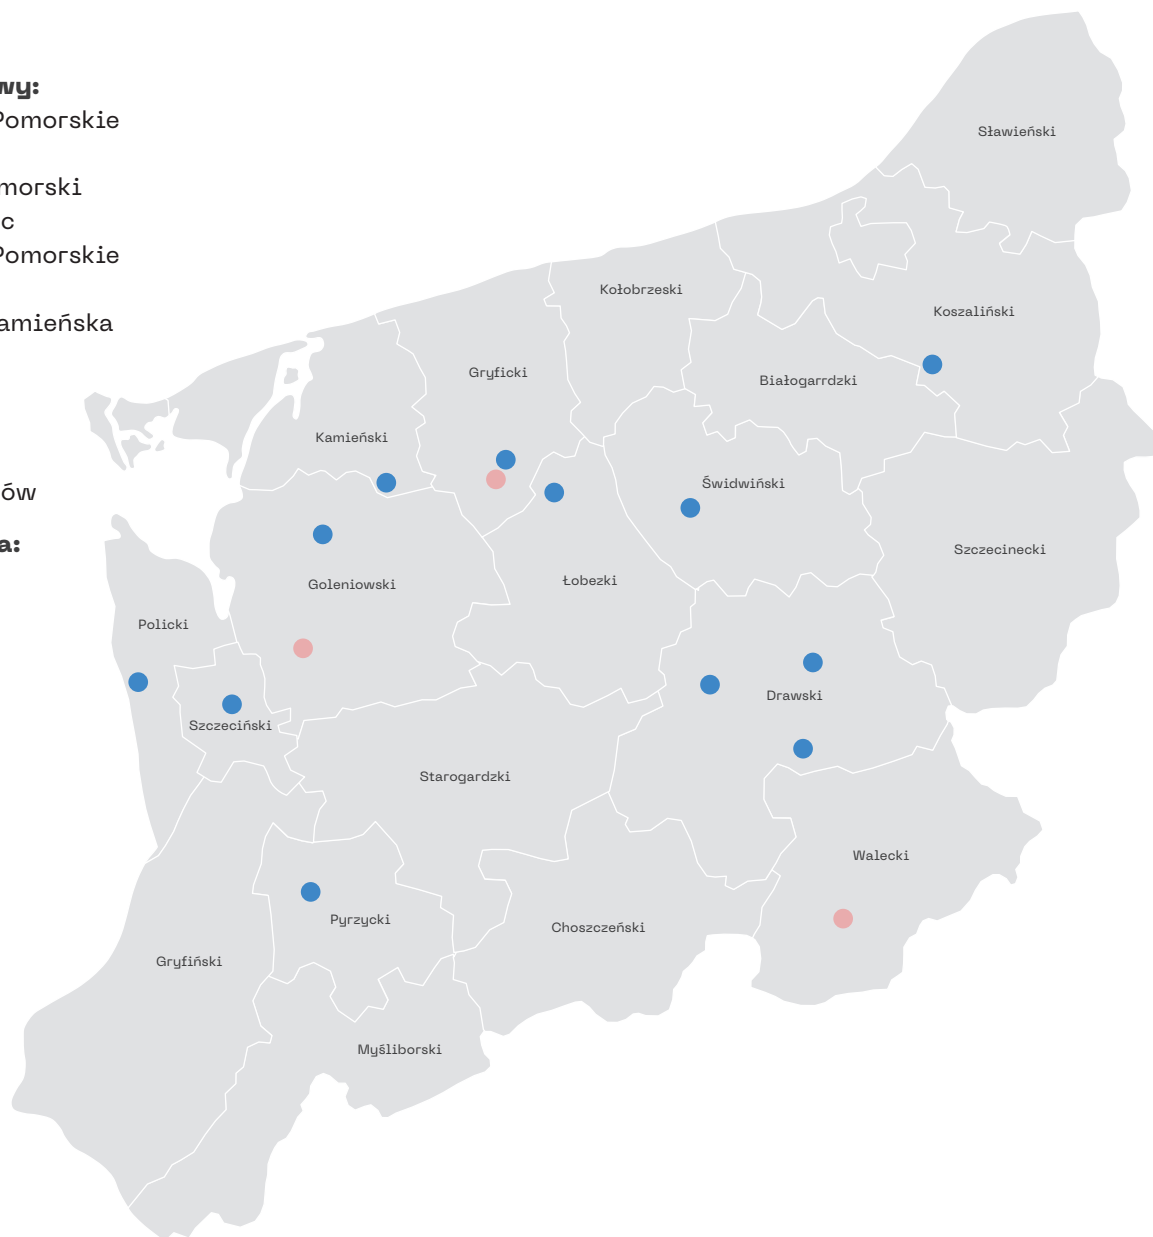 wy:
Pomorskie
morski
c
Pomorskie
amieńska
ów
a:
Sławieński
Kołobrzeski
Koszaliński
Gryficki
Białogarrdzki
Kamieński
Świdwiński
Szczecinecki
Goleniowski
Łobezki
Policki
Drawski
Szczeciński
Starogardzki
Walecki
Pyrzycki
Choszczeński
Gryfiński
Myśliborski